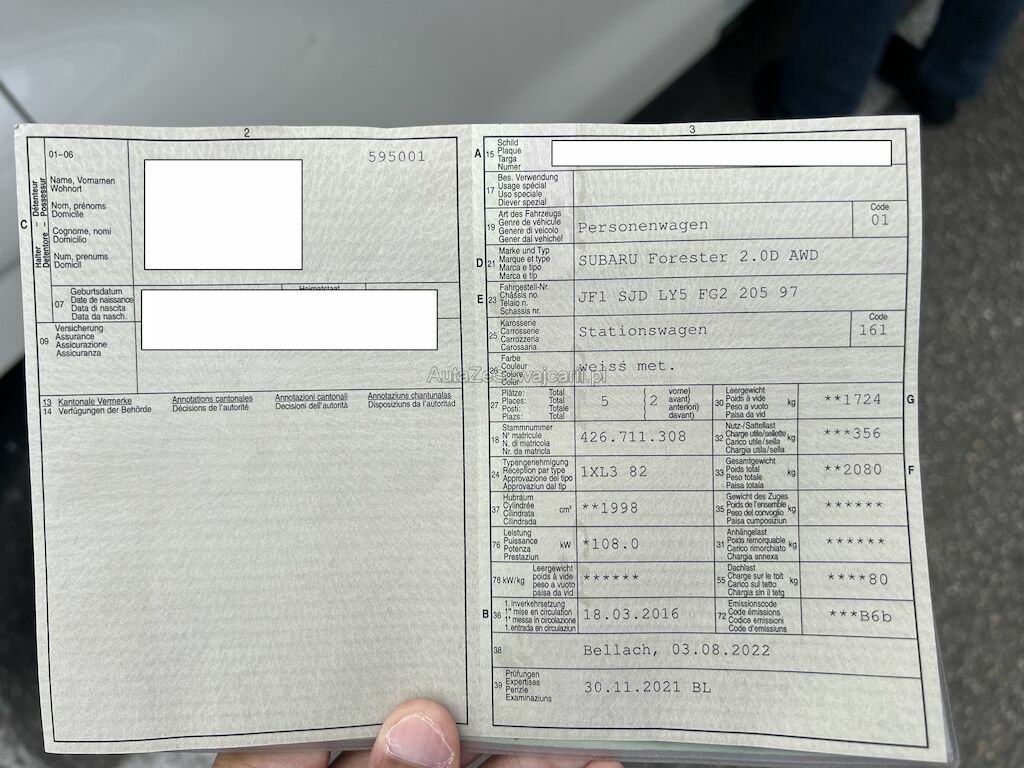 2
01–06
595001
C
Halter – Détenteur
Detentore – Possessur
Name, Vornamen
Wohnort
Nom, prénoms
Domicile
Cognome, nomi
Domicilio
Num, prenums
Domicil
07
Geburtsdatum
Date de naissance
Data di nascita
Data da nasch.
Heimatstaat
09
Versicherung
Assurance
Assicurazione
Assicuranza
13 Kantonale Vermerke
14 Verfügungen der Behörde
Annotations cantonales
Décisions de l'autorité
Annotazioni cantonali
Decisioni dell'autorità
Annotaziuns chantunalas
Disposiziuns da l'autoritad
3
A 15
Schild
Plaque
Targa
Numer
17
Bes. Verwendung
Usage spécial
Uso speciale
Diever spezial
19
Art des Fahrzeugs
Genre de véhicule
Genere di veicolo
Gener dal vehichel
Personenwagen
Code
01
D 21
Marke und Typ
Marque et type
Marca e tipo
Marca e tip
SUBARU Forester 2.0D AWD
E 23
Fahrgestell-Nr.
Châssis no
Telaio n.
Schassis nr.
JF1 SJD LY5 FG2 205 97
25
Karosserie
Carrosserie
Carrozzeria
Carossaria
Stationswagen
Code
161
26
Farbe
Couleur
Colore
Colur
weiss met.
AutaZeSzwajcarii.pl
27
Plätze: Total
Places: Total
Posti: Totale
Plazs: Total
5
( 2
vorne)
avant)
anteriori)
davant)
30
Leergewicht
Poids à vide
Peso a vuoto
Paisa da vid
kg
**1724
G
18
Stammnummer
N° matricule
N. di matricola
Nr. da matricla
426.711.308
32
Nutz-/Sattellast
Charge utile/sellette
Carico utile/sella
Chargia utila/sella
kg
***356
24
Typengenehmigung
Réception par type
Approvazione del tipo
Approvaziun dal tip
1XL3 82
33
Gesamtgewicht
Poids total
Peso totale
Paisa totala
kg
**2080
F
37
Hubraum
Cylindrée
Cilindrata
Cilindrada
cm³
**1998
35
Gewicht des Zuges
Poids de l'ensemble
Peso del convoglio
Paisa cumposiziun
kg
******
76
Leistung
Puissance
Potenza
Prestaziun
kW
*108.0
31
Anhängelast
Poids remorquable
Carico rimorchiato
Chargia annexa
kg
******
78 kW/kg
Leergewicht
poids à vide
peso a vuoto
paisa da vid
******
55
Dachlast
Charge sur le toit
Carico sul tetto
Chargia sin il tetg
kg
****80
B 36
1. Inverkehrsetzung
1re mise en circulation
1a messa in circolazione
1. entrada en circulaziun
18.03.2016
72
Emissionscode
Code émissions
Codice emissioni
Code d'emissiuns
***B6b
38
Bellach, 03.08.2022
39
Prüfungen
Expertises
Perizie
Examinaziuns
30.11.2021 BL